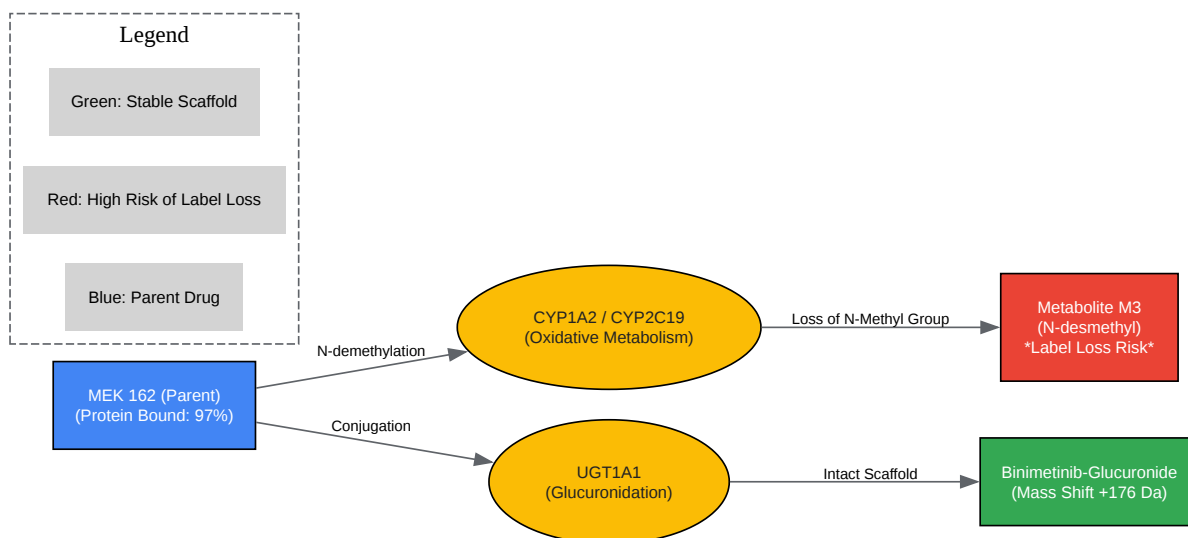 Legend
Green: Stable Scaffold
Red: High Risk of Label Loss
Blue: Parent Drug
MEK 162 (Parent)
(Protein Bound: 97%)
N-demethylation
Conjugation
CYP1A2 / CYP2C19
(Oxidative Metabolism)
UGT1A1
(Glucuronidation)
Loss of N-Methyl Group
Intact Scaffold
Metabolite M3
(N-desmethyl)
*Label Loss Risk*
Binimetinib-Glucuronide
(Mass Shift +176 Da)